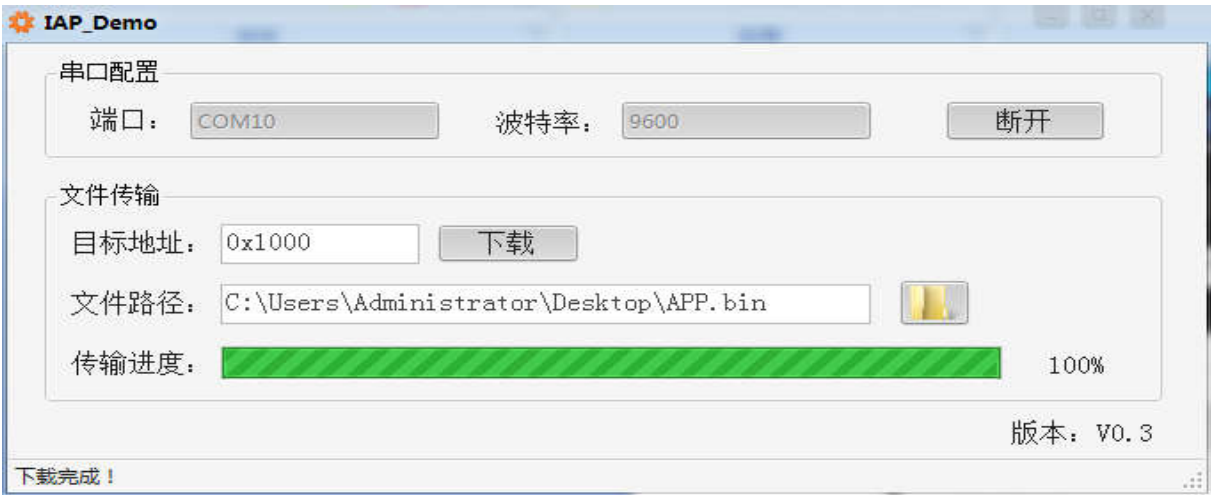 IAP_Demo
串口配置
端口： COM10 波特率： 9600 断开
文件传输
目标地址： 0x1000 下载
文件路径： C:\Users\Administrator\Desktop\APP.bin
传输进度： 100%
版本：V0.3
下载完成！